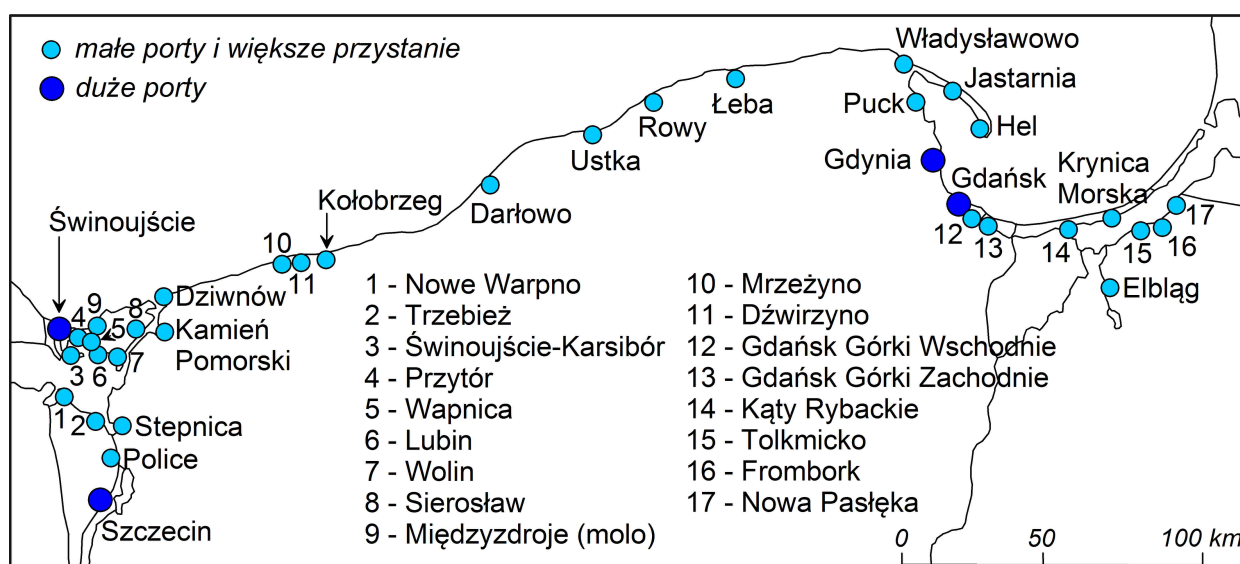 małe porty i większe przystanie
duże porty
Władysławowo
Jastarnia
Puck
Hel
Łeba
Rowy
Ustka
Gdynia
Gdańsk
Krynica
Morska
Darłowo
Kołobrzeg
Świnoujście
10
11
12
13
14
15
16
17
Elbląg
Dziwnów
Kamień
Pomorski
9
8
4
5
3
6
7
1
2
Stepnica
Police
Szczecin
1 - Nowe Warpno
2 - Trzebież
3 - Świnoujście-Karsibór
4 - Przytór
5 - Wapnica
6 - Lubin
7 - Wolin
8 - Sierosław
9 - Międzyzdroje (molo)
10 - Mrzeżyno
11 - Dźwirzyno
12 - Gdańsk Górki Wschodnie
13 - Gdańsk Górki Zachodnie
14 - Kąty Rybackie
15 - Tolkmicko
16 - Frombork
17 - Nowa Pasłęka
0 50 100 km